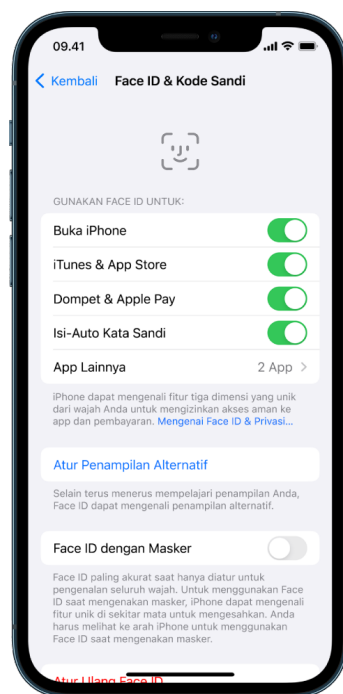 09.41
Kembali
Face ID & Kode Sandi
GUNAKAN FACE ID UNTUK:
Buka iPhone
iTunes & App Store
Dompet & Apple Pay
Isi-Auto Kata Sandi
App Lainnya 2 App
iPhone dapat mengenali fitur tiga dimensi yang unik
dari wajah Anda untuk mengizinkan akses aman ke
app dan pembayaran. Mengenai Face ID & Privasi...
Atur Penampilan Alternatif
Selain terus menerus mempelajari penampilan Anda,
Face ID dapat mengenali penampilan alternatif.
Face ID dengan Masker
Face ID paling akurat saat hanya diatur untuk
pengenalan seluruh wajah. Untuk menggunakan Face
ID saat mengenakan masker, iPhone dapat mengenali
fitur unik di sekitar mata untuk mengesahkan. Anda
harus melihat ke arah iPhone untuk menggunakan
Face ID saat mengenakan masker.
Atur Ulang Face ID